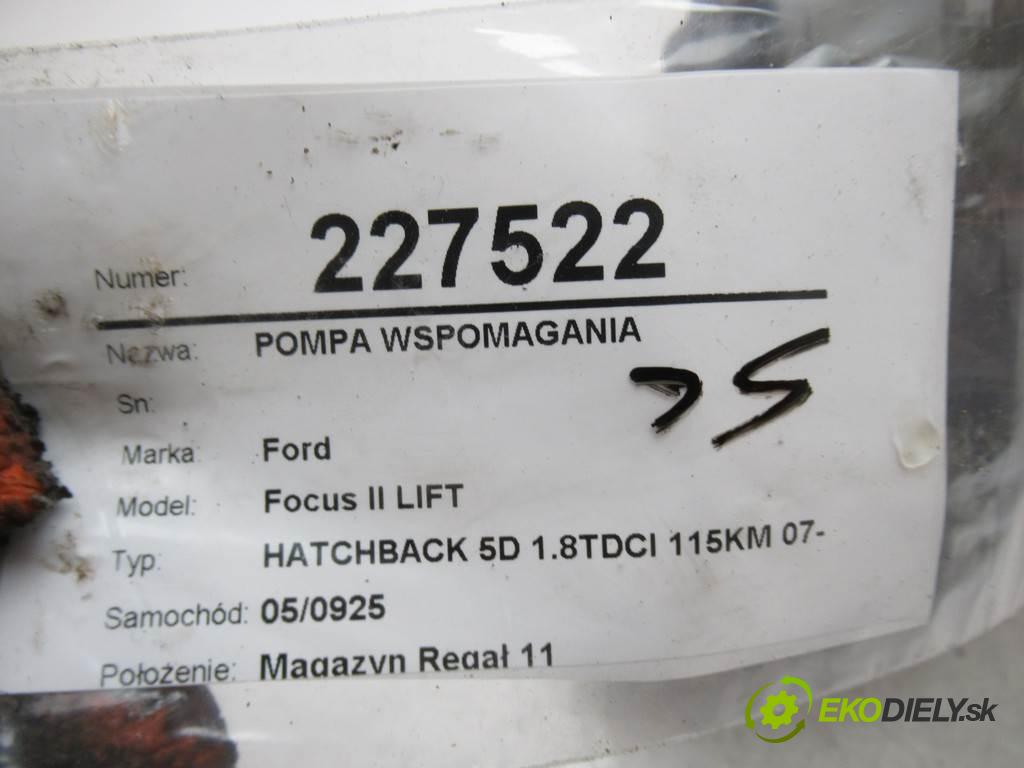 Numer: 227522
Nazwa: POMPA WSPOMAGANIA
Sn:
Marka: Ford
Model: Focus II LIFT
Typ: HATCHBACK 5D 1.8TDCI 115KM 07-
Samochód: 05/0925
Położenie: Magazyn Regał 11
EKODIELY.sk